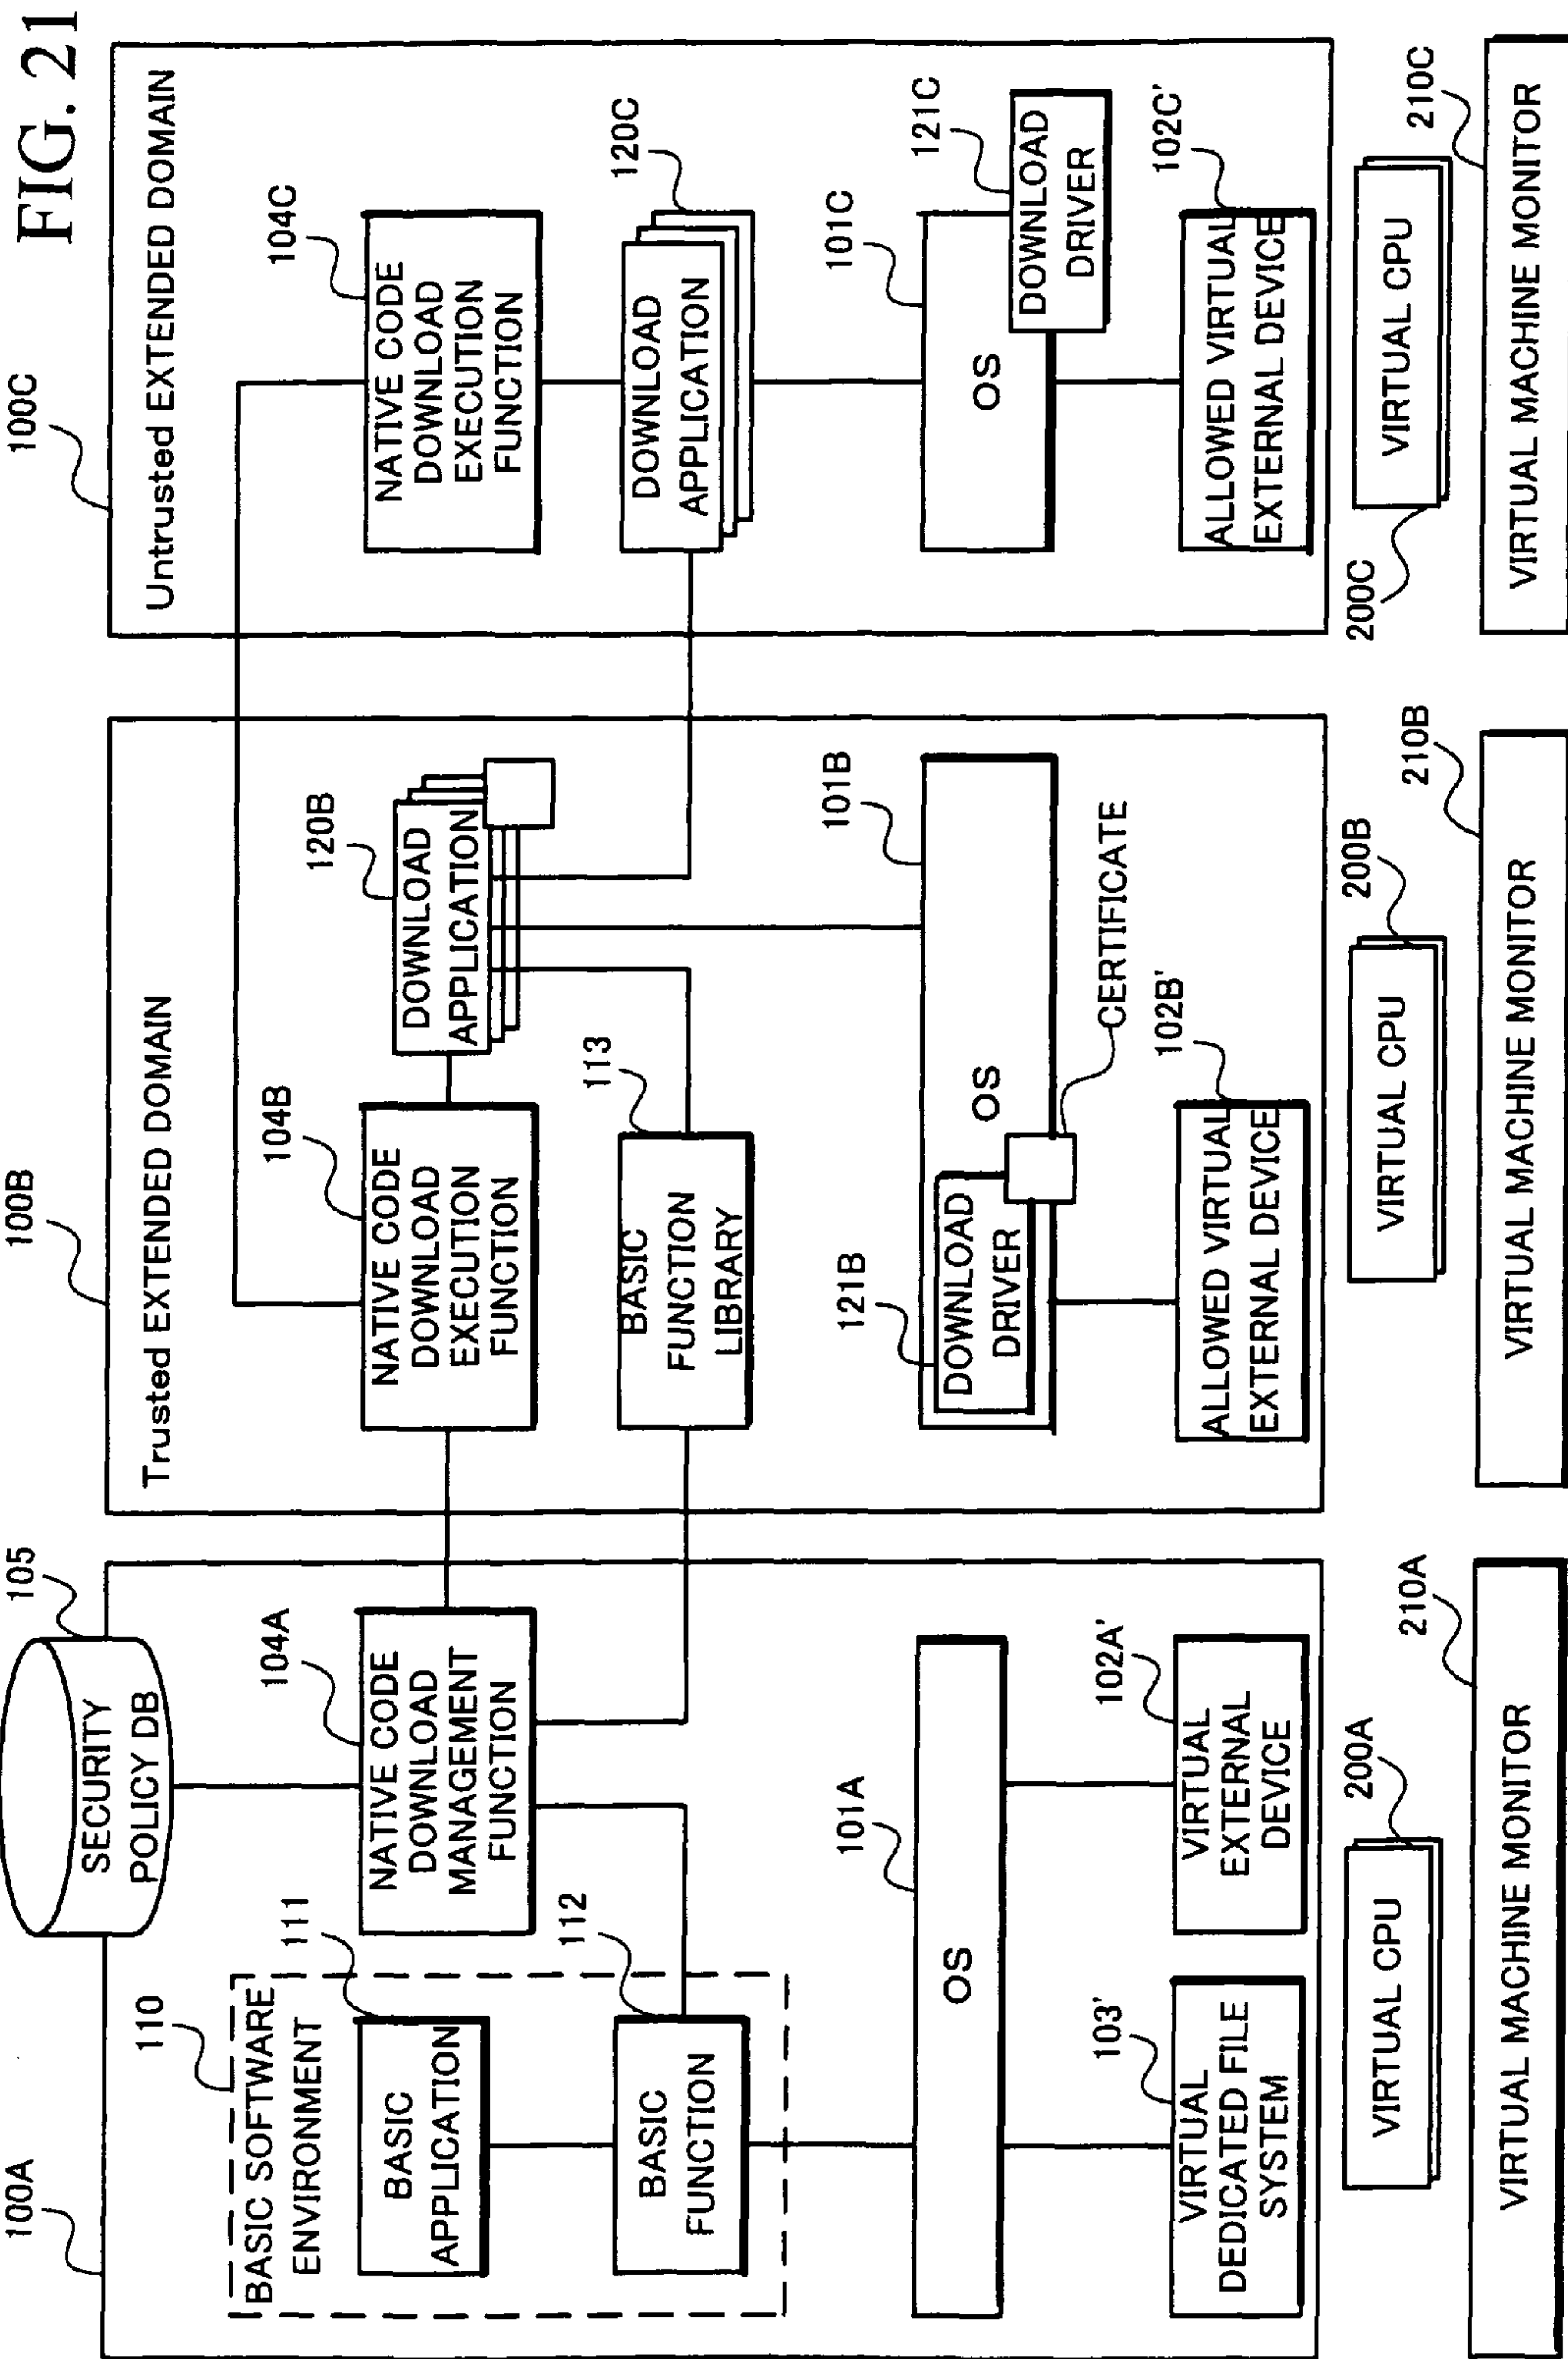 FIG. 21
100A
105
SECURITY
POLICY DB
110
BASIC SOFTWARE
ENVIRONMENT
111
BASIC
APPLICATION
112
BASIC
FUNCTION
104A
NATIVE CODE
DOWNLOAD
MANAGEMENT
FUNCTION
101A
OS
103'
VIRTUAL
DEDICATED FILE
SYSTEM
102A'
VIRTUAL
EXTERNAL
DEVICE
200A
VIRTUAL CPU
210A
VIRTUAL MACHINE MONITOR
100B
Trusted EXTENDED DOMAIN
104B
NATIVE CODE
DOWNLOAD
EXECUTION
FUNCTION
120B
DOWNLOAD
APPLICATION
113
BASIC
FUNCTION
LIBRARY
101B
OS
121B
DOWNLOAD
DRIVER
CERTIFICATE
102B'
ALLOWED VIRTUAL
EXTERNAL DEVICE
200B
VIRTUAL CPU
210B
VIRTUAL MACHINE MONITOR
100C
Untrusted EXTENDED DOMAIN
104C
NATIVE CODE
DOWNLOAD
EXECUTION
FUNCTION
120C
DOWNLOAD
APPLICATION
101C
OS
121C
DOWNLOAD
DRIVER
102C'
ALLOWED VIRTUAL
EXTERNAL DEVICE
200C
VIRTUAL CPU
210C
VIRTUAL MACHINE MONITOR